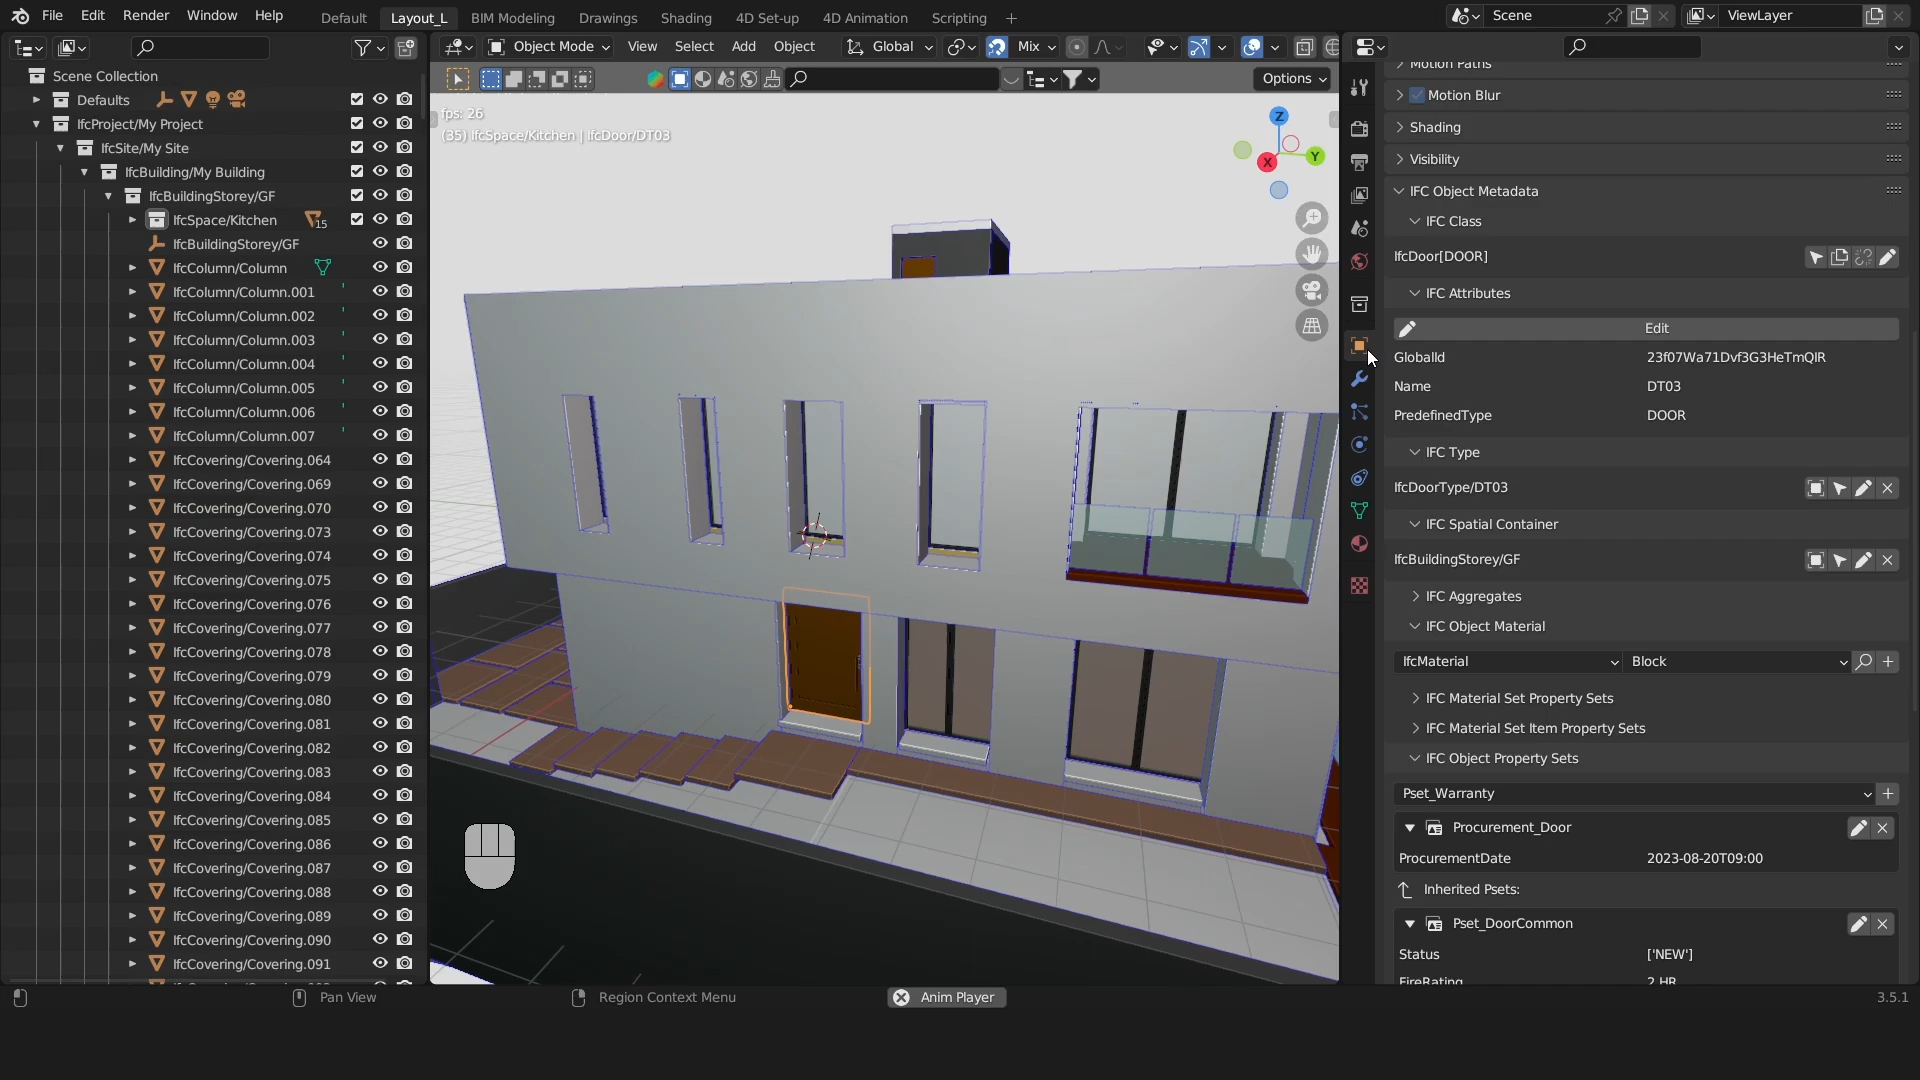 File Edit Render Window Help
Default Layout_L BIM Modeling Drawings Shading 4D Set-up 4D Animation Scripting
Scene ViewLayer
Object Mode View Select Add Object Global Mix
Options
Scene Collection
Defaults
IfcProject/My Project
IfcSite/My Site
IfcBuilding/My Building
IfcBuildingStorey/GF
IfcSpace/Kitchen 15
IfcBuildingStorey/GF
IfcColumn/Column
IfcColumn/Column.001
IfcColumn/Column.002
IfcColumn/Column.003
IfcColumn/Column.004
IfcColumn/Column.005
IfcColumn/Column.006
IfcColumn/Column.007
IfcCovering/Covering.064
IfcCovering/Covering.069
IfcCovering/Covering.070
IfcCovering/Covering.073
IfcCovering/Covering.074
IfcCovering/Covering.075
IfcCovering/Covering.076
IfcCovering/Covering.077
IfcCovering/Covering.078
IfcCovering/Covering.079
IfcCovering/Covering.080
IfcCovering/Covering.081
IfcCovering/Covering.082
IfcCovering/Covering.083
IfcCovering/Covering.084
IfcCovering/Covering.085
IfcCovering/Covering.086
IfcCovering/Covering.087
IfcCovering/Covering.088
IfcCovering/Covering.089
IfcCovering/Covering.090
IfcCovering/Covering.091
fps: 26
(35) IfcSpace/Kitchen | IfcDoor/DT03
Z
Y
X
Motion Paths
Motion Blur
Shading
Visibility
IFC Object Metadata
IFC Class
IfcDoor[DOOR]
IFC Attributes
Edit
GlobalId 23f07Wa71Dvf3G3HeTmQlR
Name DT03
PredefinedType DOOR
IFC Type
IfcDoorType/DT03
IFC Spatial Container
IfcBuildingStorey/GF
IFC Aggregates
IFC Object Material
IfcMaterial Block
IFC Material Set Property Sets
IFC Material Set Item Property Sets
IFC Object Property Sets
Pset_Warranty
Procurement_Door
ProcurementDate 2023-08-20T09:00
Inherited Psets:
Pset_DoorCommon
Status ['NEW']
FireRating 2 HR
Pan View Region Context Menu Anim Player 3.5.1